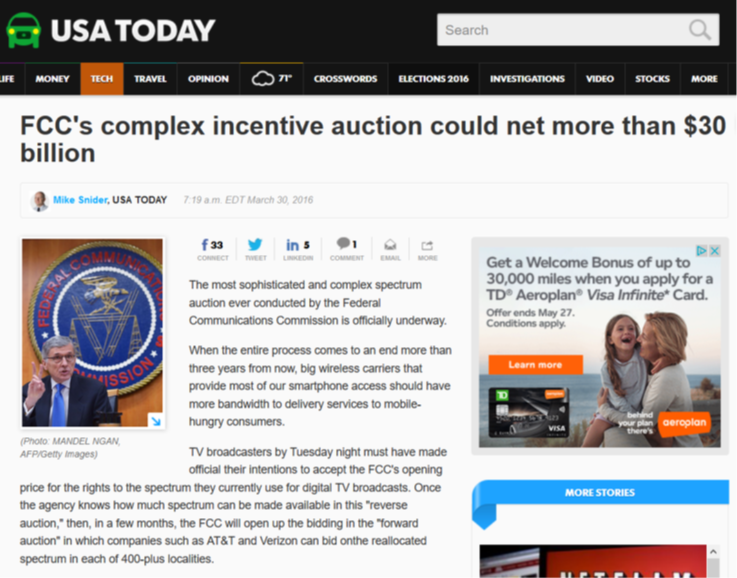 USA TODAY
Search
LIFE MONEY TECH TRAVEL OPINION 71° CROSSWORDS ELECTIONS 2016 INVESTIGATIONS VIDEO STOCKS MORE
FCC's complex incentive auction could net more than $30
billion
Mike Snider, USA TODAY 7:19 a.m. EDT March 30, 2016
33 5 1
CONNECT TWEET LINKEDIN COMMENT EMAIL MORE
FEDERAL COMMUNICATIONS
COMMISSION
(Photo: MANDEL NGAN,
AFP/Getty Images)
The most sophisticated and complex spectrum
auction ever conducted by the Federal
Communications Commission is officially underway.
When the entire process comes to an end more than
three years from now, big wireless carriers that
provide most of our smartphone access should have
more bandwidth to delivery services to mobile-
hungry consumers.
TV broadcasters by Tuesday night must have made
official their intentions to accept the FCC's opening
price for the rights to the spectrum they currently use for digital TV broadcasts. Once
the agency knows how much spectrum can be made available in this "reverse
auction," then, in a few months, the FCC will open up the bidding in the "forward
auction" in which companies such as AT&T and Verizon can bid onthe reallocated
spectrum in each of 400-plus localities.
Get a Welcome Bonus of up to
30,000 miles when you apply for a
TD® Aeroplan® Visa Infinite* Card.
Offer ends May 27.
Conditions apply.
Learn more
TD
VISA
behind
your plan
there's
aeroplan
MORE STORIES